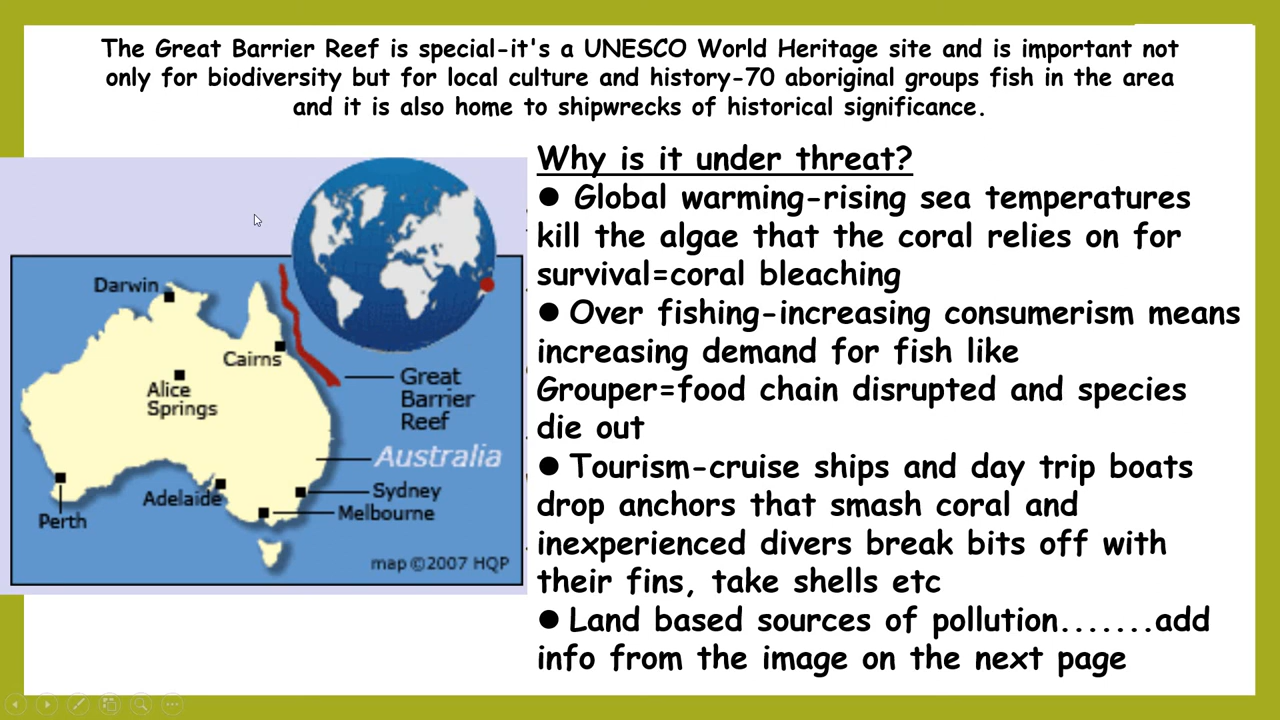 The Great Barrier Reef is special-it's a UNESCO World Heritage site and is important not
only for biodiversity but for local culture and history-70 aboriginal groups fish in the area
and it is also home to shipwrecks of historical significance.
Why is it under threat?
● Global warming-rising sea temperatures
kill the algae that the coral relies on for
survival=coral bleaching
● Over fishing-increasing consumerism means
increasing demand for fish like
Grouper=food chain disrupted and species
die out
● Tourism-cruise ships and day trip boats
drop anchors that smash coral and
inexperienced divers break bits off with
their fins, take shells etc
● Land based sources of pollution.......add
info from the image on the next page
Darwin
Cairns
Alice
Springs
Great
Barrier
Reef
Australia
Sydney
Adelaide
Melbourne
Perth
map ©2007 HQP